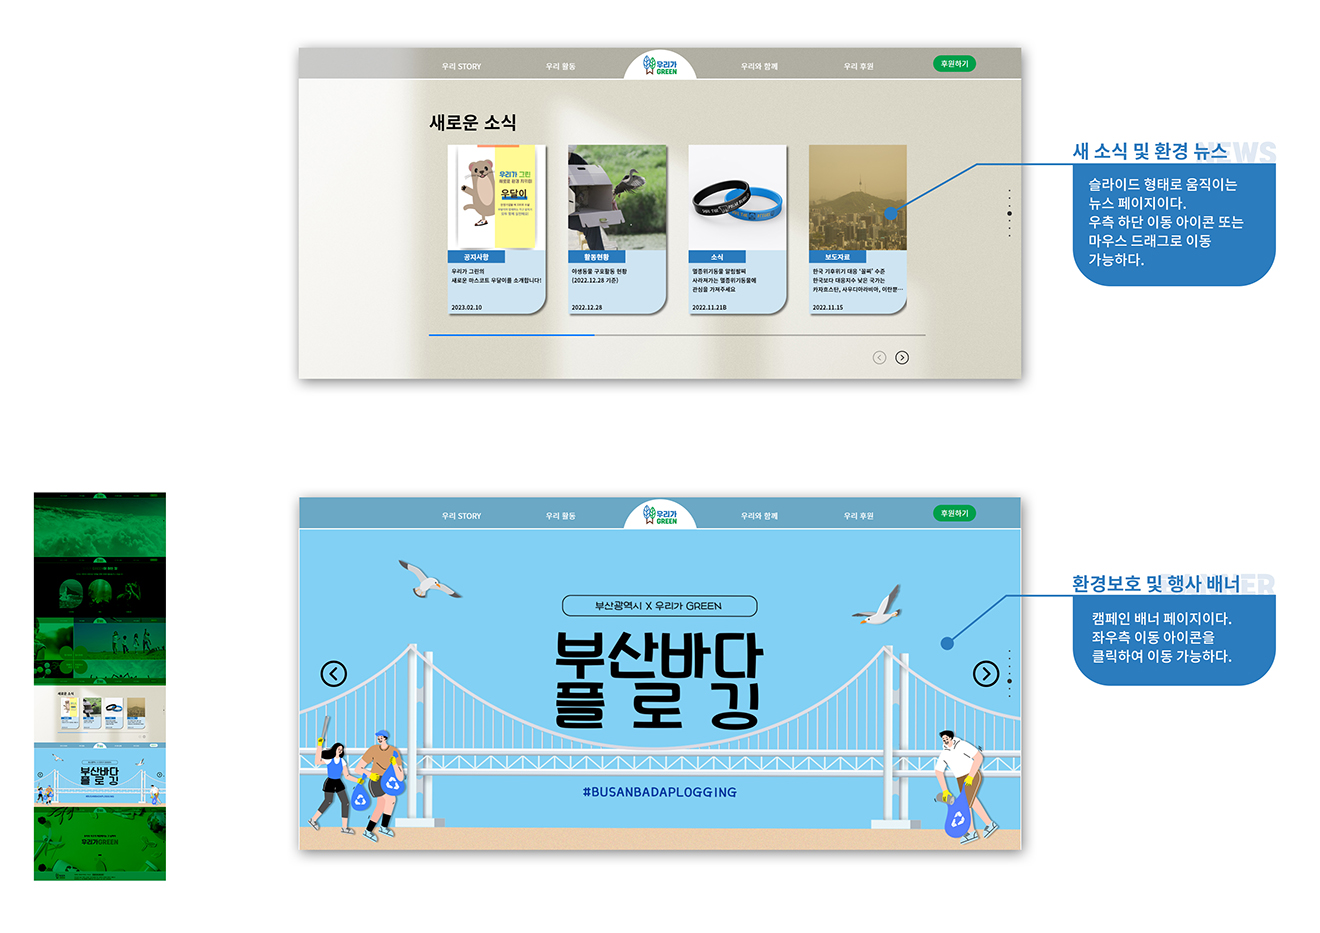 우리 STORY
우리 활동
우리가
GREEN
우리와 함께
우리 후원
후원하기
새로운 소식
우리가 그린
새로운 환경 지킴이!
우달이
공지사항
우리가 그린의
새로운 마스코트 우달이를 소개합니다!
2023.02.10
활동현황
야생동물 구호활동 현황
(2022.12.28 기준)
2022.12.28
소식
멸종위기동물 알림팔찌
사라져가는 멸종위기동물에
관심을 가져주세요
2022.11.21B
보도자료
한국 기후위기 대응 ‘꼴찌’ 수준
한국보다 대응지수 낮은 국가는
카자흐스탄, 사우디아라비아, 이란뿐…
2022.11.15
NEWS
새 소식 및 환경 뉴스
슬라이드 형태로 움직이는
뉴스 페이지이다.
우측 하단 이동 아이콘 또는
마우스 드래그로 이동
가능하다.
우리 STORY
우리 활동
우리가
GREEN
우리와 함께
우리 후원
후원하기
부산광역시 X 우리가 GREEN
부산바다
플로깅
#BUSANBADAPLOGGING
BANNER
환경보호 및 행사 배너
캠페인 배너 페이지이다.
좌우측 이동 아이콘을
클릭하여 이동 가능하다.
새로운 소식
부산바다
플로깅
#BUSANBADAPLOGGING
우리가GREEN